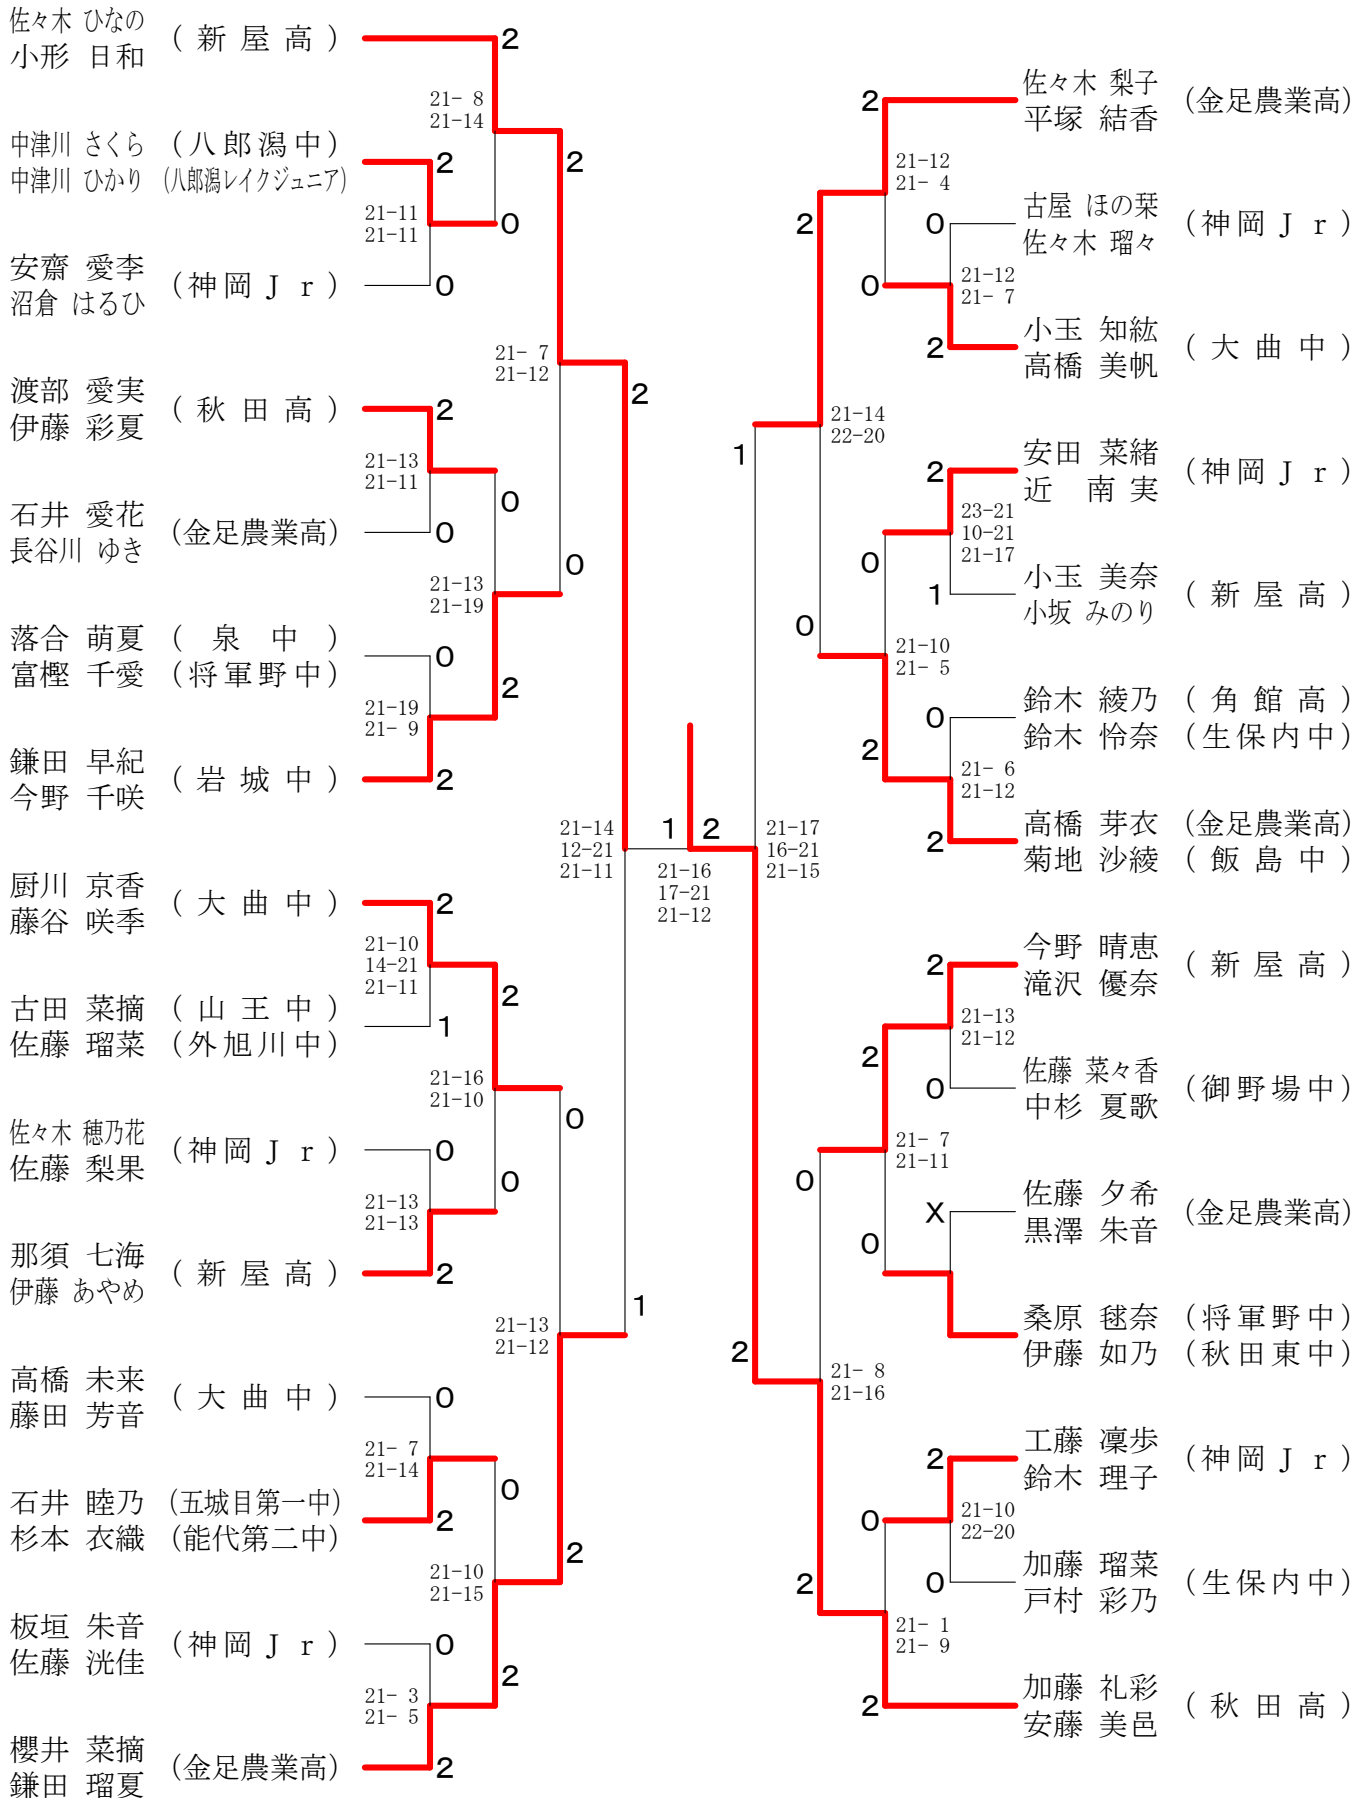 佐々木 ひなの
小形 日和
( 新 屋 高 )
2
21- 8
21-14
中津川 さくら (八郎潟中)
中津川 ひかり (八郎潟レイクジュニア)
2
2
21-11
21-11
0
安齋 愛李
沼倉 はるひ
(神岡Ｊｒ)
0
21- 7
21-12
2
渡部 愛実
伊藤 彩夏
( 秋 田 高 )
2
21-13
21-11
0
石井 愛花
長谷川 ゆき
(金足農業高)
0
21-13
21-19
0
落合 萌夏 ( 泉 中 )
富樫 千愛 (将軍野中)
0
21-19
21- 9
2
鎌田 早紀
今野 千咲
( 岩 城 中 )
2
21-14
12-21
21-11
厨川 京香
藤谷 咲季
( 大 曲 中 )
2
21-10
14-21
21-11
2
古田 菜摘 ( 山 王 中 )
佐藤 瑠菜 (外旭川中)
1
21-16
21-10
0
佐々木 穂乃花
佐藤 梨果
(神岡Ｊｒ)
0
21-13
21-13
0
那須 七海
伊藤 あやめ
( 新 屋 高 )
2
21-13
21-12
1
高橋 未来
藤田 芳音
( 大 曲 中 )
0
21- 7
21-14
0
石井 睦乃 (五城目第一中)
杉本 衣織 (能代第二中)
2
21-10
21-15
2
板垣 朱音
佐藤 洸佳
(神岡Ｊｒ)
0
21- 3
21- 5
2
櫻井 菜摘
鎌田 瑠夏
(金足農業高)
2
1 2
21-16
17-21
21-12
2
佐々木 梨子
平塚 結香
(金足農業高)
21-12
21- 4
2
0
古屋 ほの栞
佐々木 瑠々
(神岡Ｊｒ)
0
21-12
21- 7
2
小玉 知紘
高橋 美帆
( 大 曲 中 )
21-14
22-20
1
2
安田 菜緒
近 南実
(神岡Ｊｒ)
23-21
10-21
21-17
0
1
小玉 美奈
小坂 みのり
( 新 屋 高 )
0
21-10
21- 5
0
鈴木 綾乃 ( 角 館 高 )
鈴木 怜奈 (生保内中)
2
21- 6
21-12
2
高橋 芽衣 (金足農業高)
菊地 沙綾 ( 飯 島 中 )
21-17
16-21
21-15
2
今野 晴恵
滝沢 優奈
( 新 屋 高 )
21-13
21-12
2
0
佐藤 菜々香
中杉 夏歌
(御野場中)
21- 7
21-11
0
X
佐藤 夕希
黒澤 朱音
(金足農業高)
0
桑原 毬奈 (将軍野中)
伊藤 如乃 (秋田東中)
2
21- 8
21-16
2
工藤 凜歩
鈴木 理子
(神岡Ｊｒ)
21-10
22-20
0
0
加藤 瑠菜
戸村 彩乃
(生保内中)
2
21- 1
21- 9
2
加藤 礼彩
安藤 美邑
( 秋 田 高 )